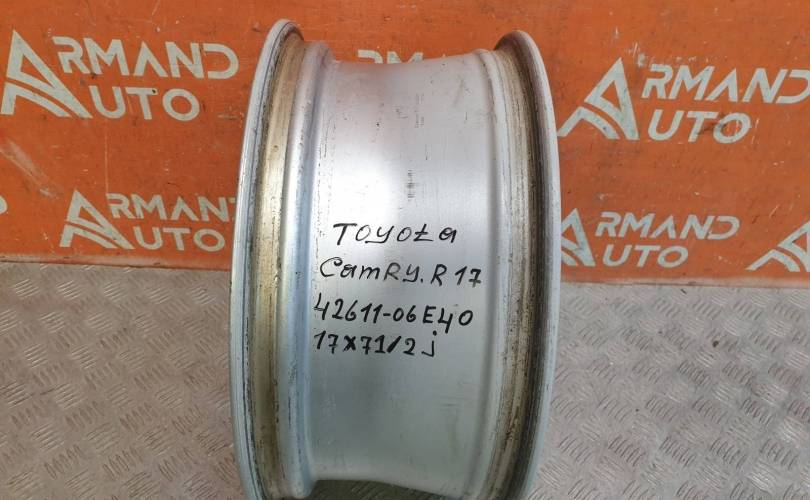 ARMAND
AUTO
ARMAND
AUTO
ARMAND
AUTO
ARMAND
AUTO
TOYOTA
CAMRY. R 17
42611-06E40
17X71/2j